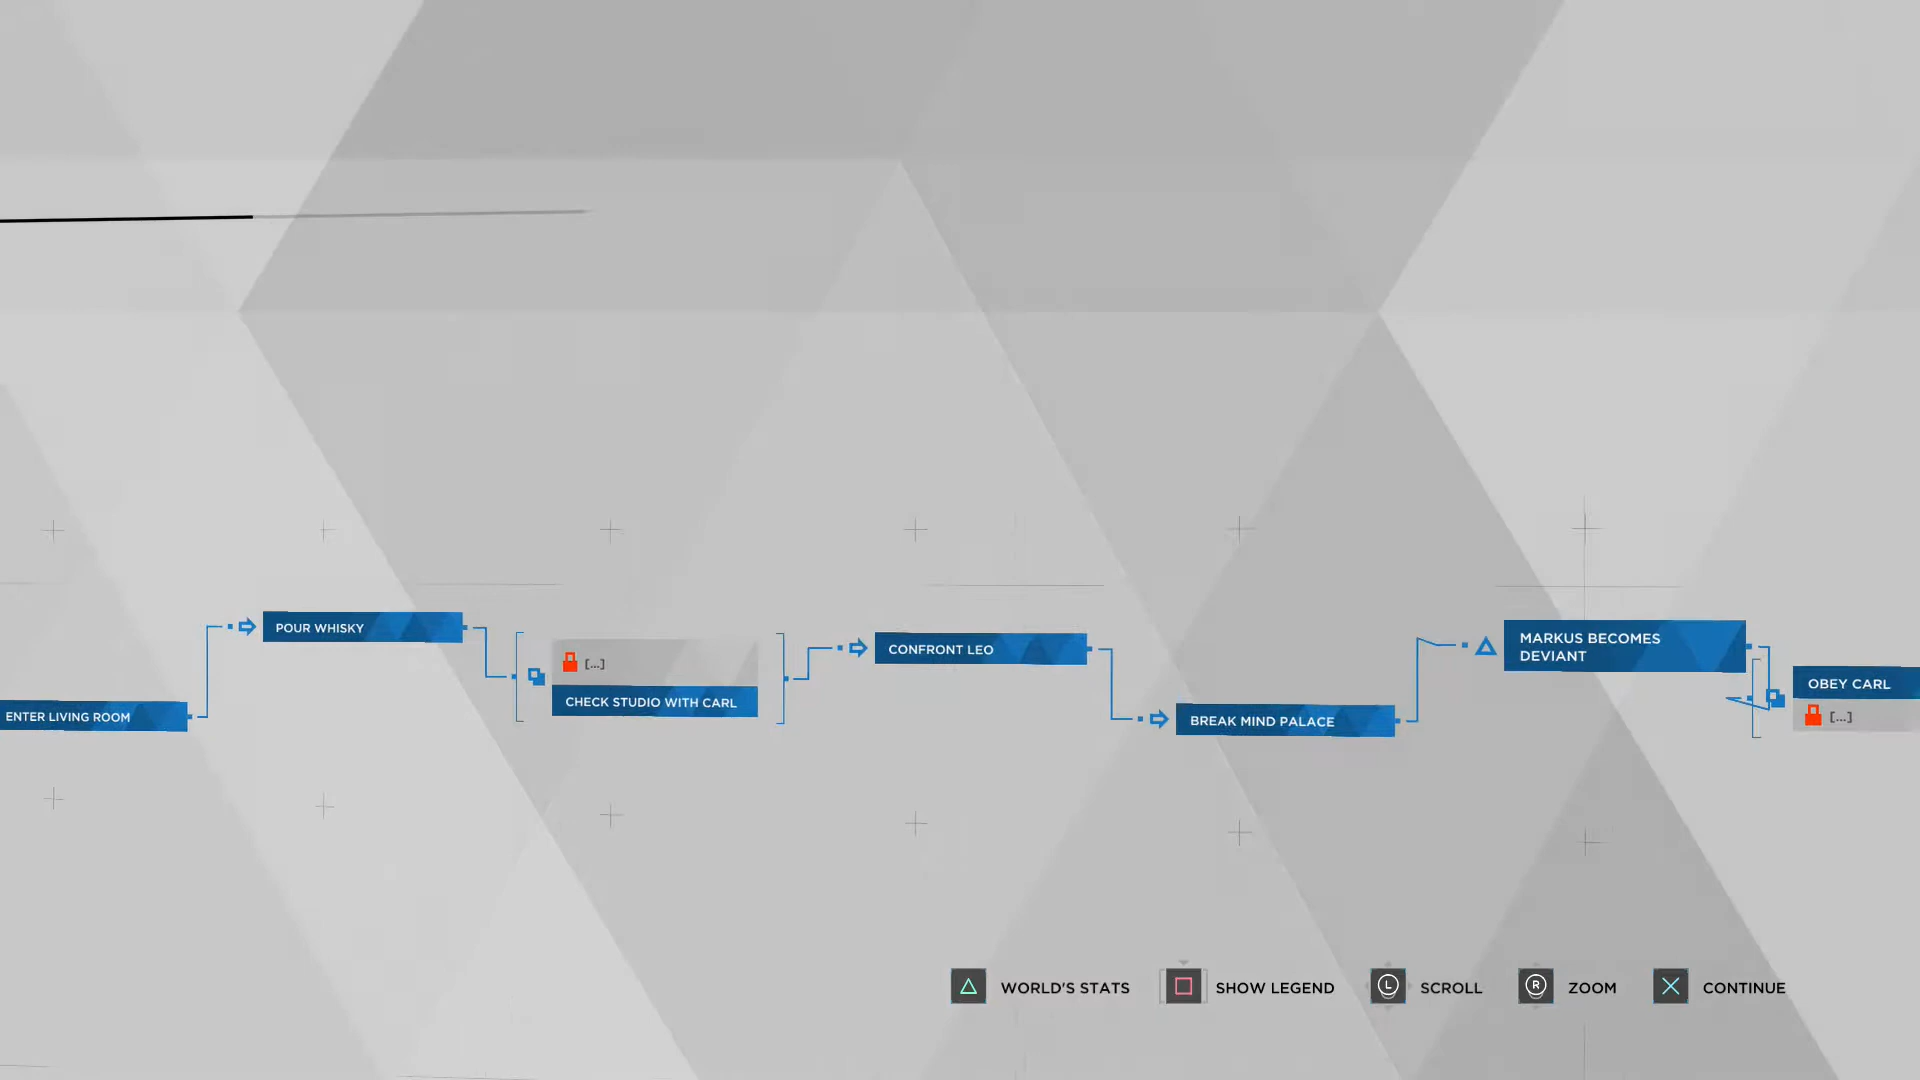 ENTER LIVING ROOM
POUR WHISKY
[...]
CHECK STUDIO WITH CARL
CONFRONT LEO
BREAK MIND PALACE
MARKUS BECOMES
DEVIANT
OBEY CARL
[...]
WORLD'S STATS
SHOW LEGEND
L
SCROLL
R
ZOOM
CONTINUE